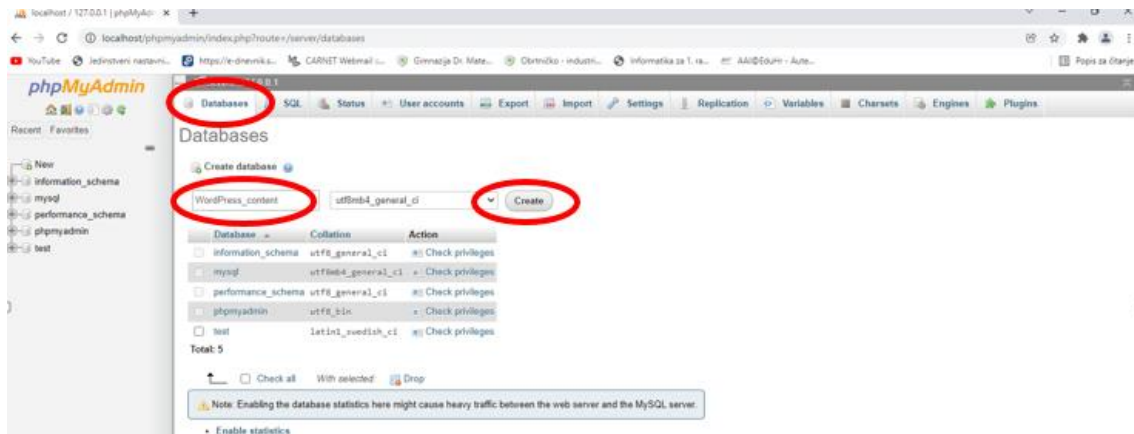 localhost / 127.0.0.1 | phpMyAdm
localhost/phpmyadmin/index.php?route=/server/databases
YouTube Jedinstveni nastavni... https://e-dnevnik.s... CARNET Webmail :... Gimnazija Dr. Mate... Obrtničko - industri... Informatika za 1. ra... AAI@EduHr - Aute... Popis za čitanje
phpMyAdmin
Databases SQL Status User accounts Export Import Settings Replication Variables Charsets Engines Plugins
Recent Favorites
New
information_schema
mysql
performance_schema
phpmyadmin
test
Databases
Create database
WordPress_content utf8mb4_general_ci Create
Database Collation Action
information_schema utf8_general_ci Check privileges
mysql utf8mb4_general_ci Check privileges
performance_schema utf8_general_ci Check privileges
phpmyadmin utf8_bin Check privileges
test latin1_swedish_ci Check privileges
Total: 5
Check all With selected: Drop
Note: Enabling the database statistics here might cause heavy traffic between the web server and the MySQL server.
Enable statistics